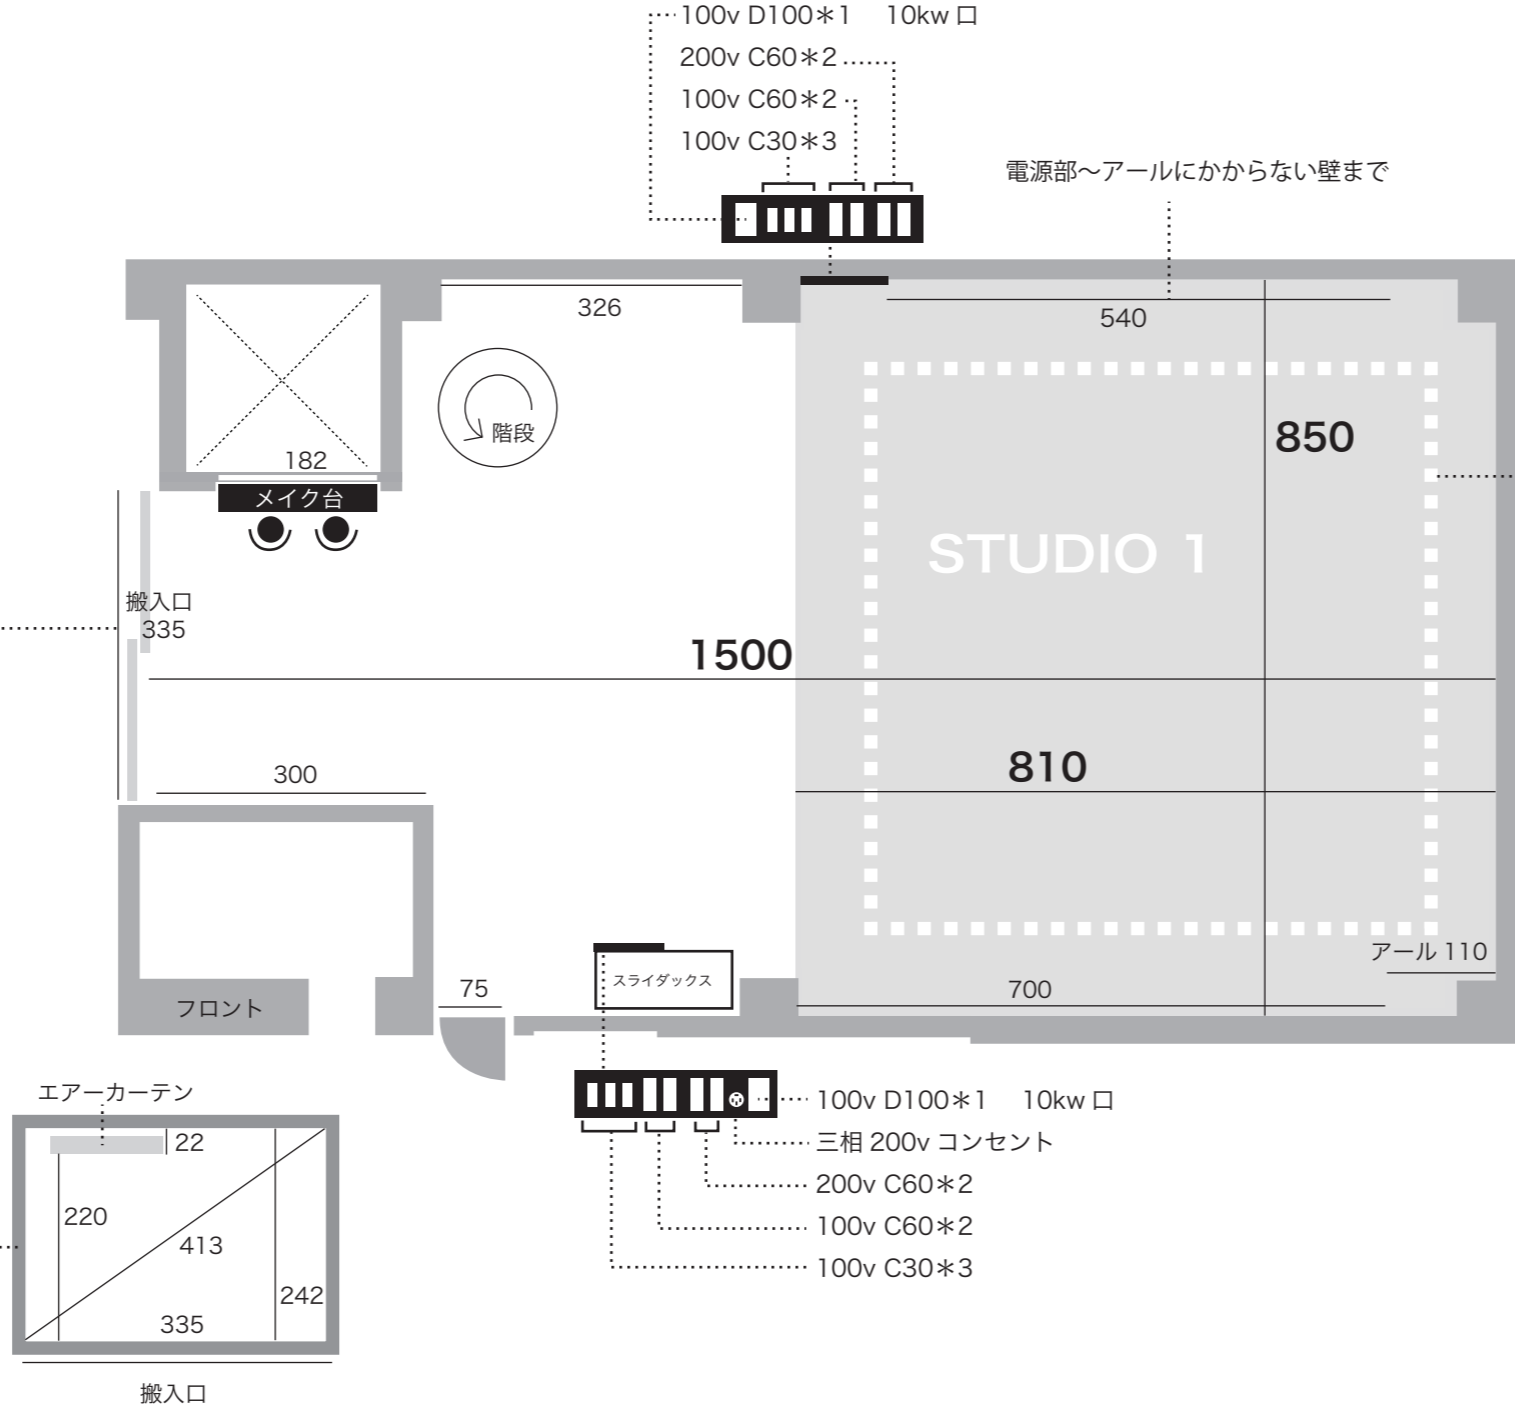 100v D100＊1　10kw 口
200v C60＊2
100v C60＊2
100v C30＊3
電源部〜アールにかからない壁まで
326
540
850
階段
182
メイク台
STUDIO 1
搬入口
335
1500
300
810
アール 110
スライダックス
75
700
フロント
エアーカーテン
22
220
413
242
335
搬入口
100v D100＊1　10kw 口
三相 200v コンセント
200v C60＊2
100v C60＊2
100v C30＊3